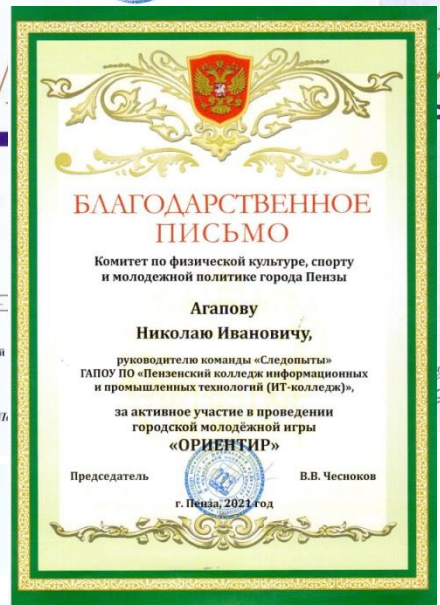 БЛАГОДАРСТВЕННОЕ
ПИСЬМО
Комитет по физической культуре, спорту
и молодежной политике города Пензы
Агапову
Николаю Ивановичу,
руководителю команды «Следопыты»
ГАПОУ ПО «Пензенский колледж информационных
и промышленных технологий (ИТ-колледж)»,
за активное участие в проведении
городской молодёжной игры
«ОРИЕНТИР»
Председатель В.В. Чесноков
г. Пенза, 2021 год